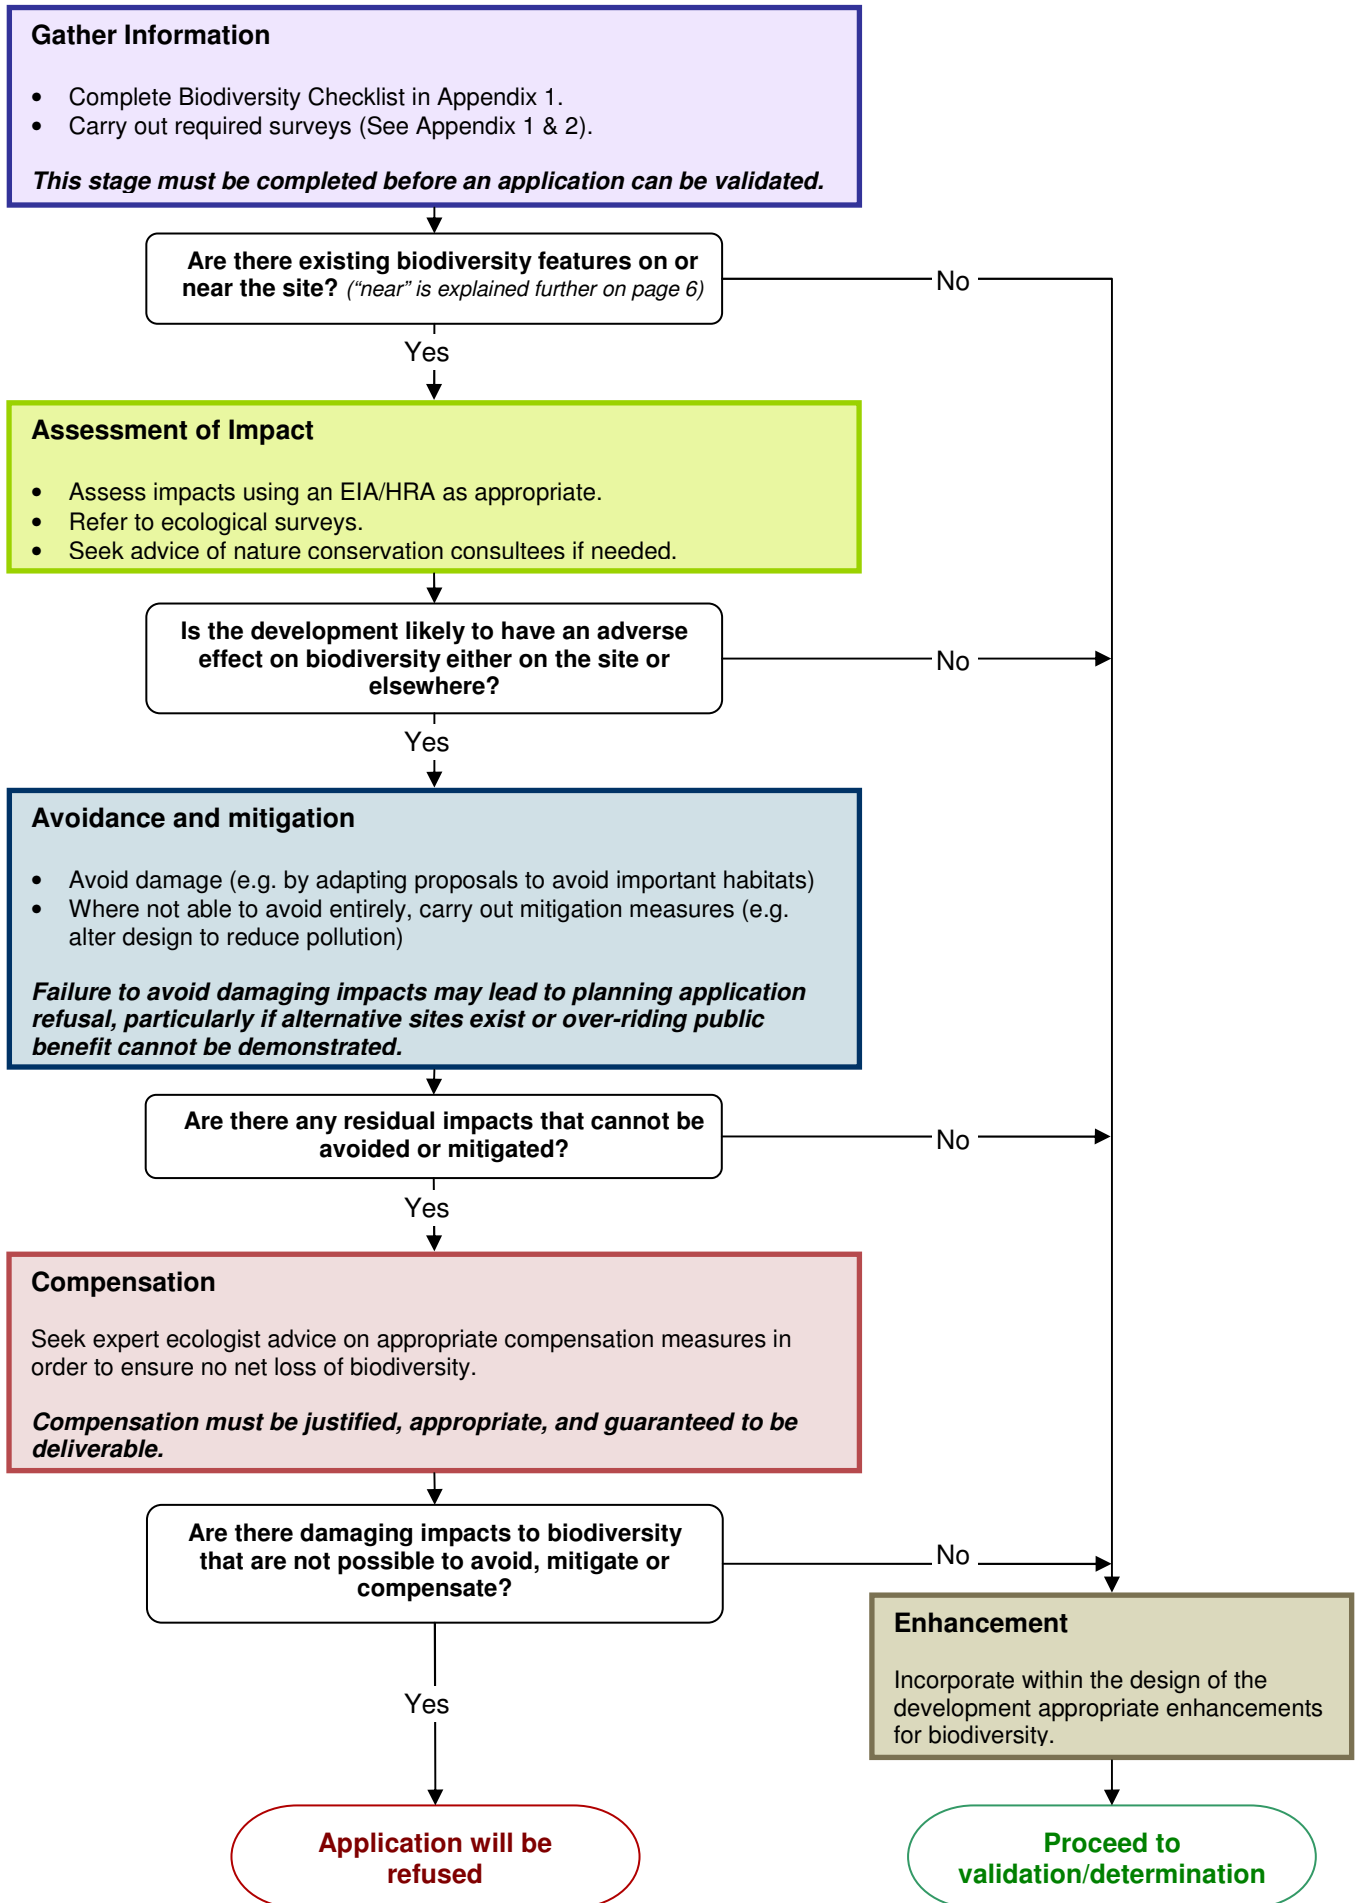 Gather Information
• Complete Biodiversity Checklist in Appendix 1.
• Carry out required surveys (See Appendix 1 & 2).
This stage must be completed before an application can be validated.
Are there existing biodiversity features on or
near the site? (“near” is explained further on page 6)
No
Yes
Assessment of Impact
• Assess impacts using an EIA/HRA as appropriate.
• Refer to ecological surveys.
• Seek advice of nature conservation consultees if needed.
Is the development likely to have an adverse
effect on biodiversity either on the site or
elsewhere?
No
Yes
Avoidance and mitigation
• Avoid damage (e.g. by adapting proposals to avoid important habitats)
• Where not able to avoid entirely, carry out mitigation measures (e.g.
alter design to reduce pollution)
Failure to avoid damaging impacts may lead to planning application
refusal, particularly if alternative sites exist or over-riding public
benefit cannot be demonstrated.
Are there any residual impacts that cannot be
avoided or mitigated?
No
Yes
Compensation
Seek expert ecologist advice on appropriate compensation measures in
order to ensure no net loss of biodiversity.
Compensation must be justified, appropriate, and guaranteed to be
deliverable.
Are there damaging impacts to biodiversity
that are not possible to avoid, mitigate or
compensate?
No
Yes
Enhancement
Incorporate within the design of the
development appropriate enhancements
for biodiversity.
Application will be
refused
Proceed to
validation/determination